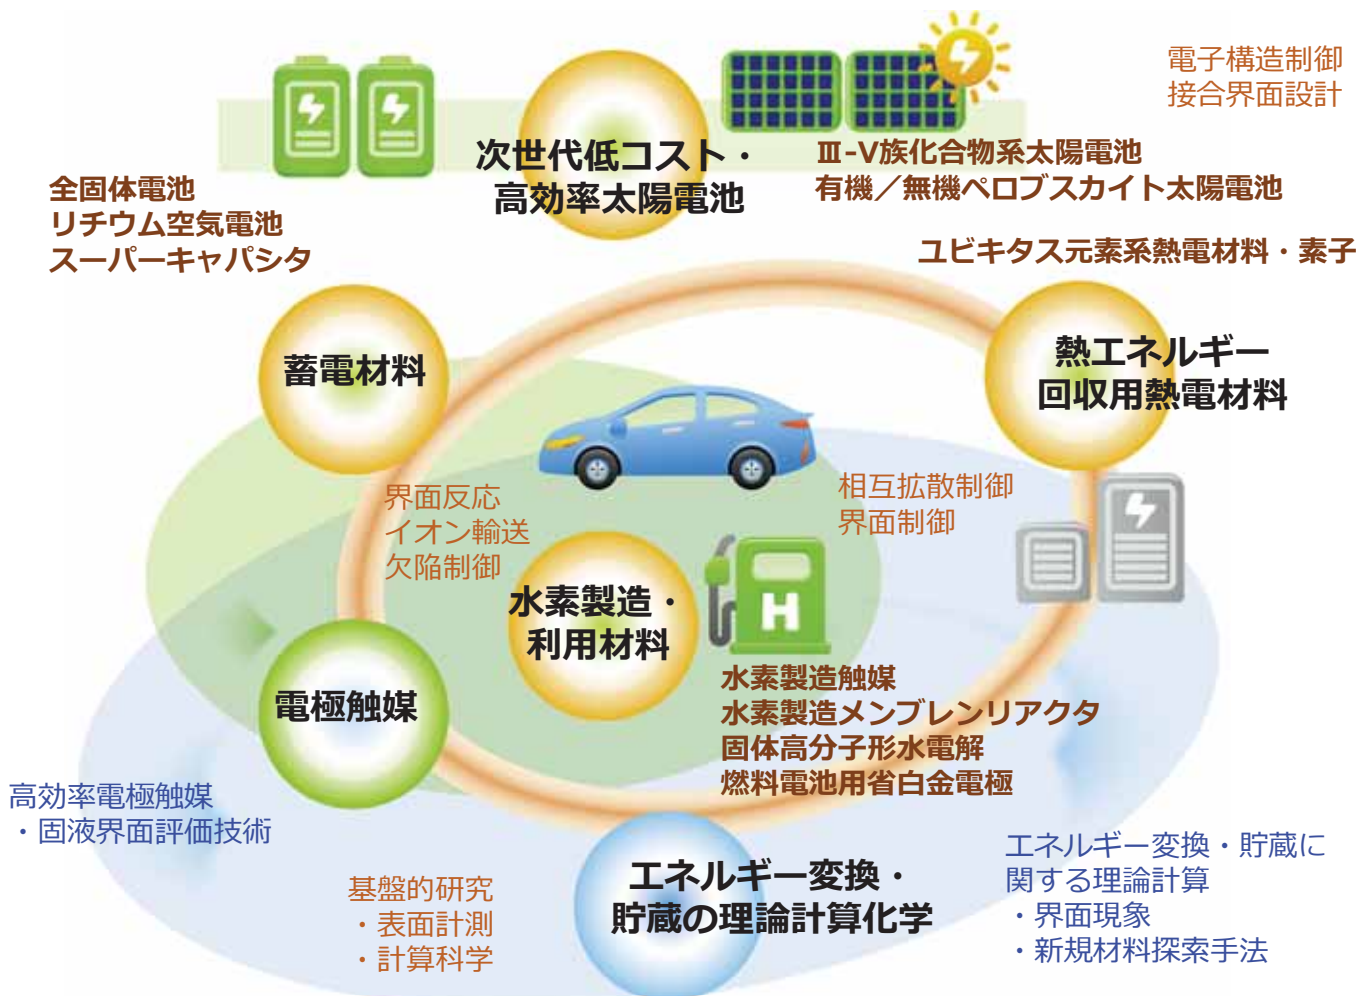 電子構造制御
接合界面設計
次世代低コスト・
高効率太陽電池
Ⅲ-Ⅴ族化合物系太陽電池
有機／無機ペロブスカイト太陽電池
全固体電池
リチウム空気電池
スーパーキャパシタ
ユビキタス元素系熱電材料・素子
蓄電材料
熱エネルギー
回収用熱電材料
界面反応
イオン輸送
欠陥制御
相互拡散制御
界面制御
水素製造・
利用材料
H
水素製造触媒
水素製造メンブレンリアクタ
固体高分子形水電解
燃料電池用省白金電極
電極触媒
高効率電極触媒
・固液界面評価技術
基盤的研究
・表面計測
・計算科学
エネルギー変換・
貯蔵の理論計算化学
エネルギー変換・貯蔵に
関する理論計算
・界面現象
・新規材料探索手法